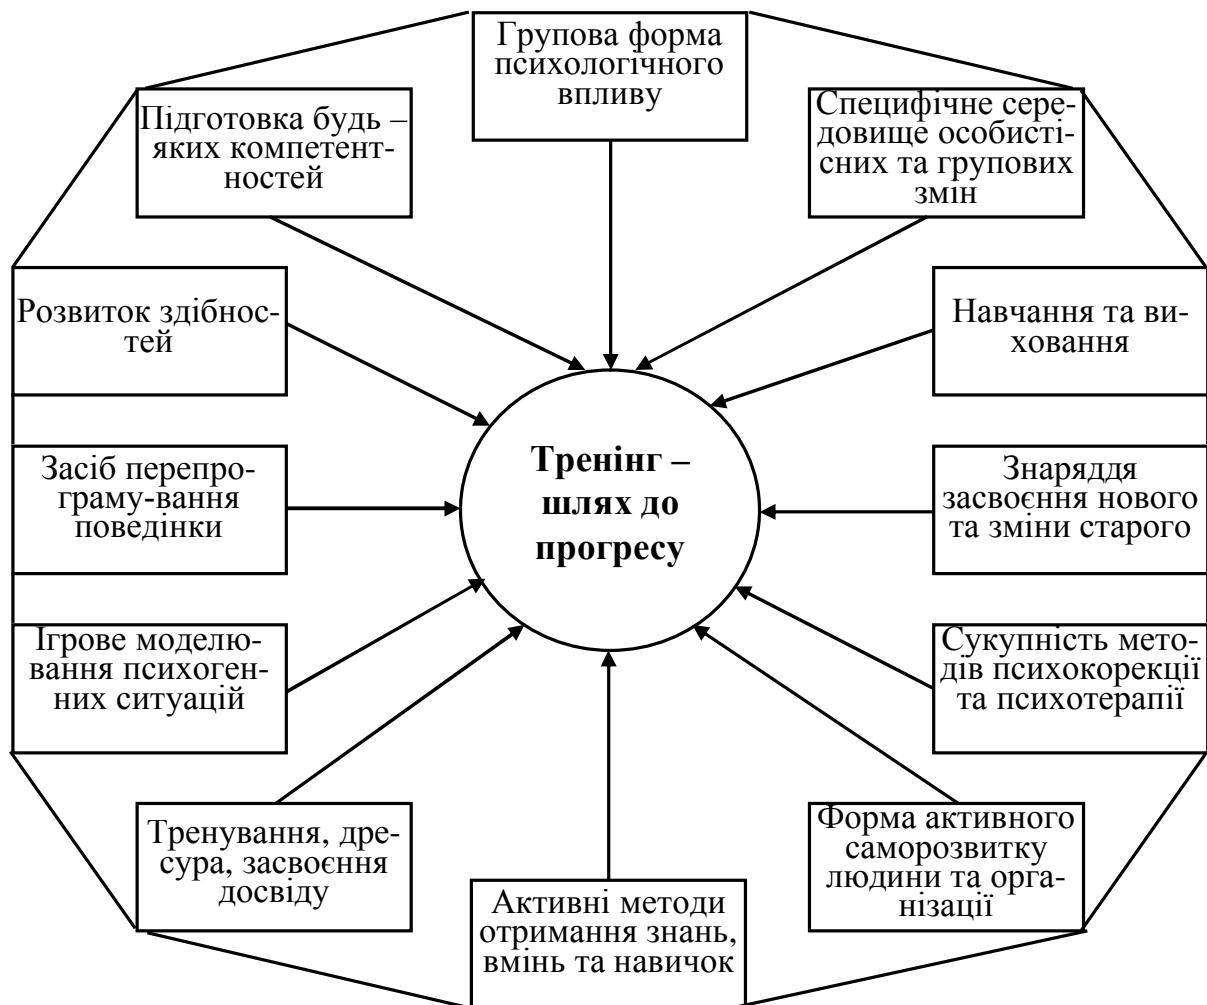 Групова форма
психологічного
впливу
Підготовка будь –
яких компетент-
ностей
Специфічне сере-
довище особисті-
сних та групових
змін
Розвиток здібнос-
тей
Навчання та ви-
ховання
Засіб перепро-
граму-вання
поведінки
Тренінг –
шлях до
прогресу
Знаряддя
засвоєння нового
та зміни старого
Ігрове моделю-
вання психоген-
них ситуацій
Сукупність мето-
дів психокорекції
та психотерапії
Тренування, дре-
сура, засвоєння
досвіду
Форма активного
саморозвитку
людини та орга-
нізації
Активні методи
отримання знань,
вмінь та навичок